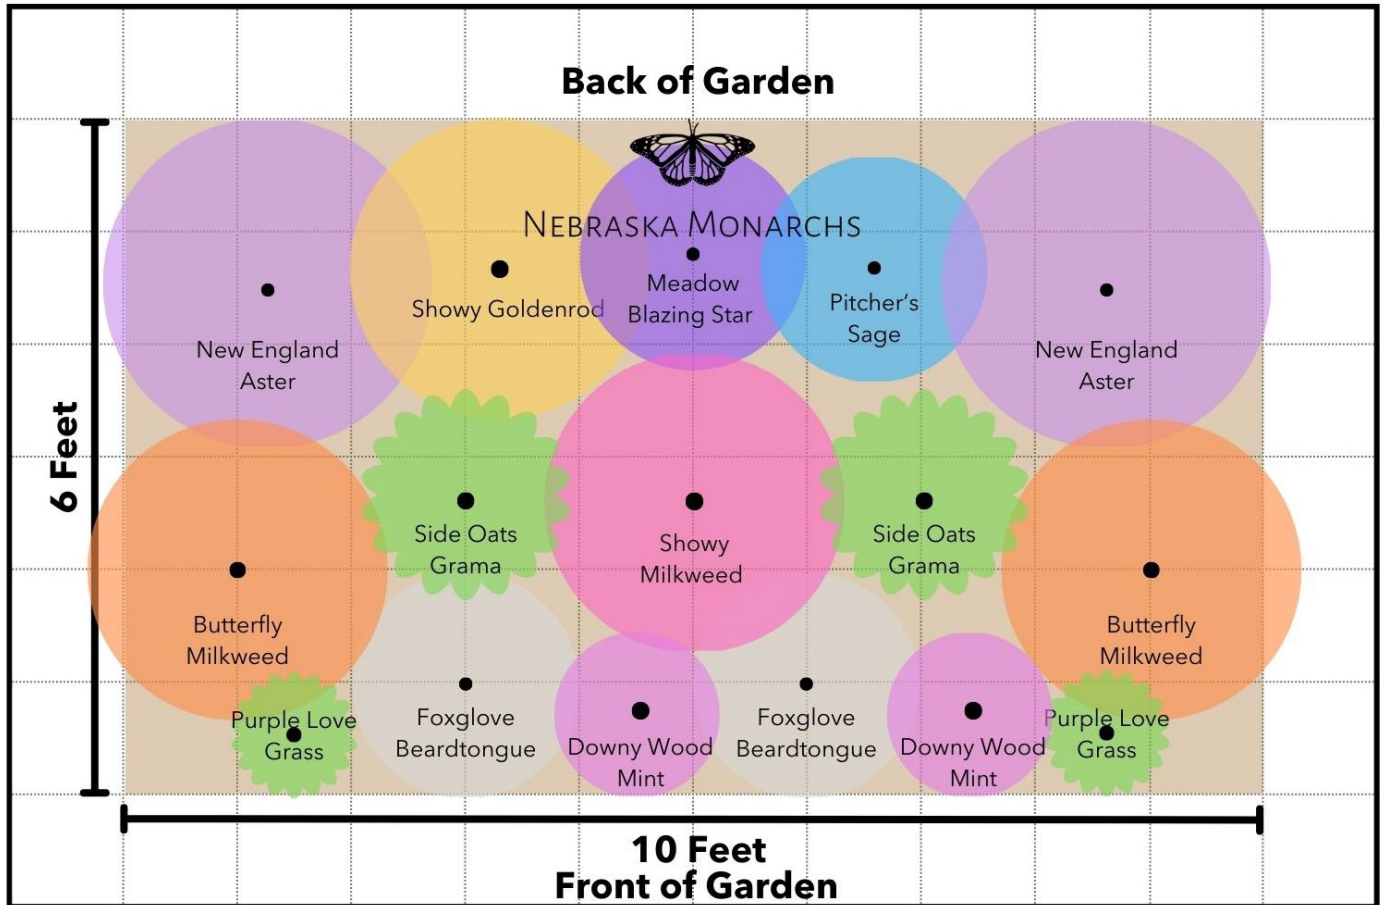 Back of Garden
NEBRASKA MONARCHS
Showy Goldenrod
Meadow
Blazing Star
Pitcher's
Sage
New England
Aster
New England
Aster
6 Feet
Side Oats
Grama
Showy
Milkweed
Side Oats
Grama
Butterfly
Milkweed
Butterfly
Milkweed
Purple Love
Grass
Foxglove
Beardtongue
Downy Wood
Mint
Foxglove
Beardtongue
Downy Wood
Mint
Purple Love
Grass
10 Feet
Front of Garden